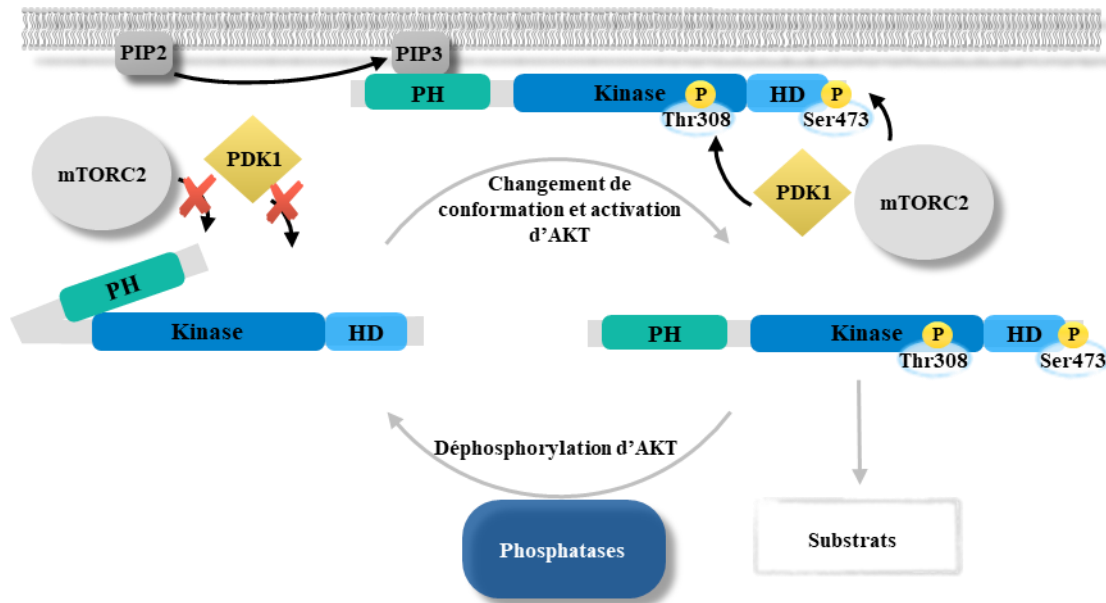 PIP2
PIP3
PH
Kinase
P
HD
P
Thr308
Ser473
mTORC2
PDK1
Changement de
conformation et activation
d'AKT
PDK1
mTORC2
PH
Kinase
HD
PH
Kinase
P
HD
P
Thr308
Ser473
Déphosphorylation d'AKT
Phosphatases
Substrats